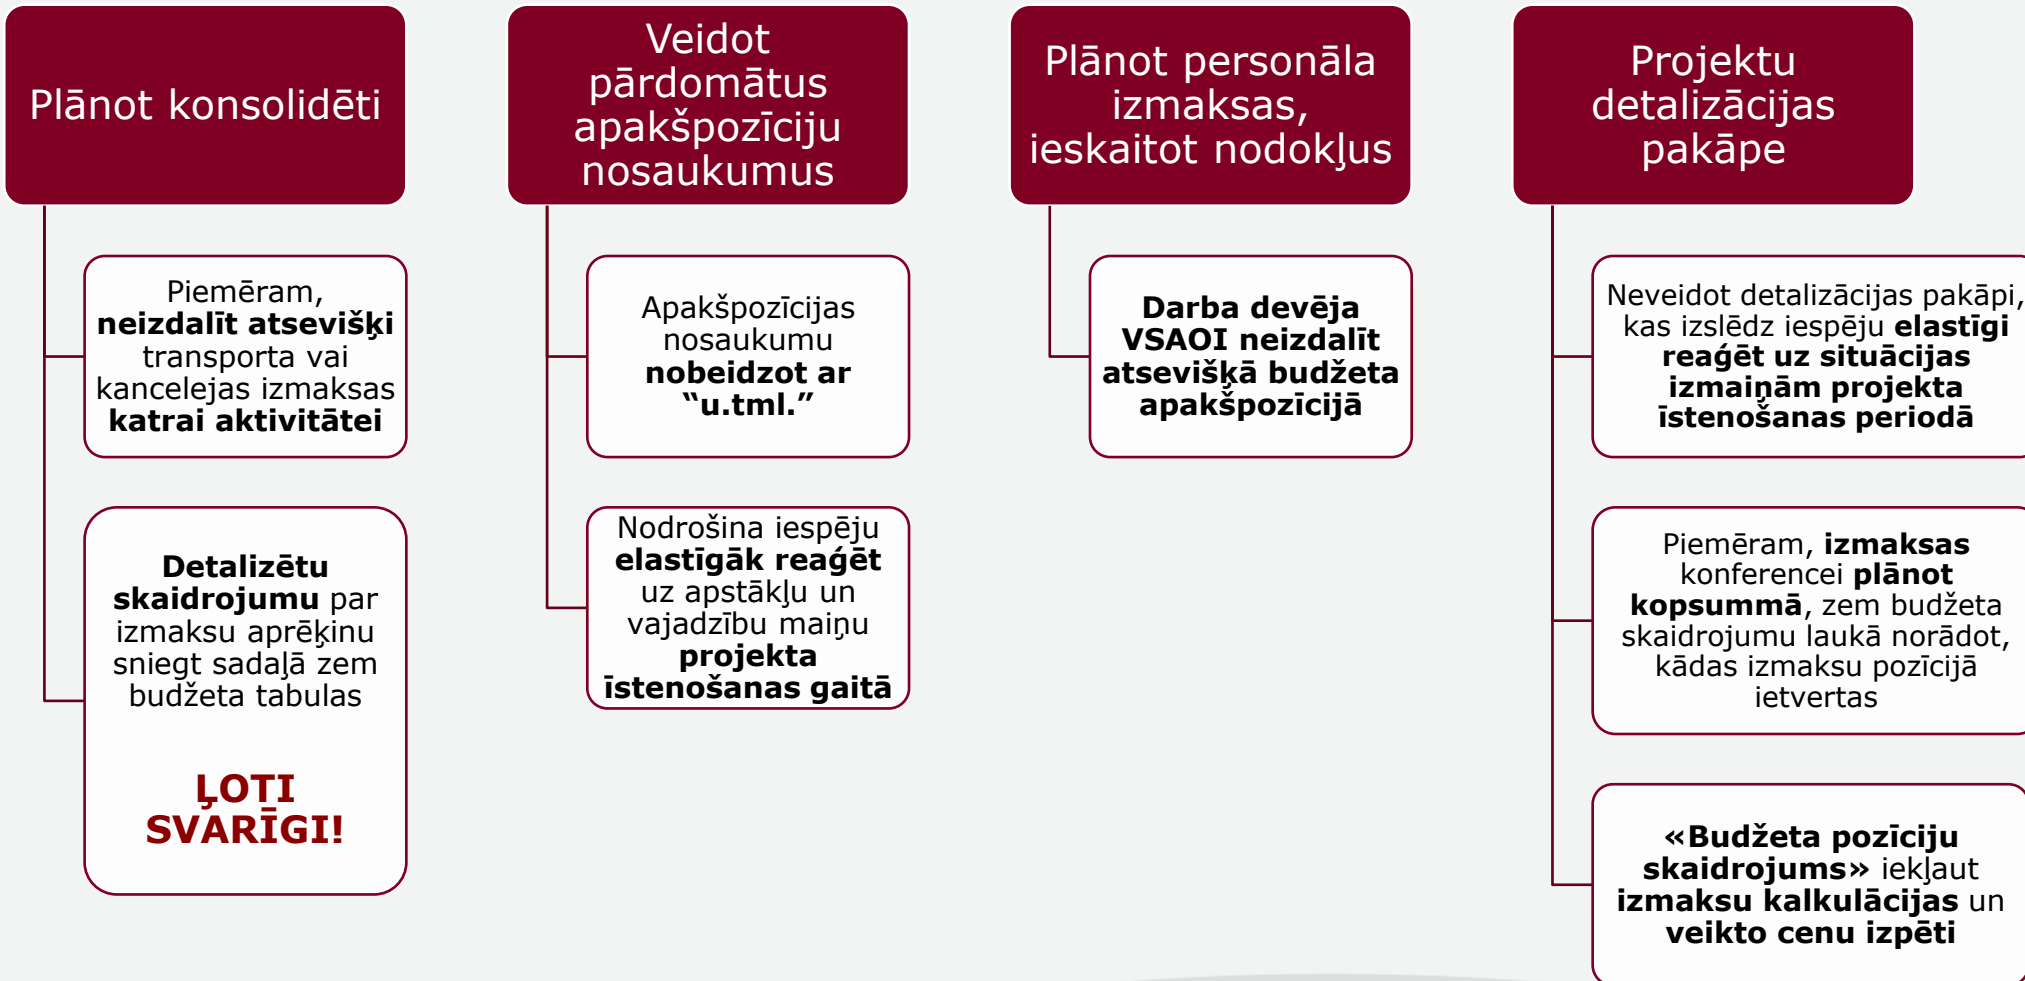 Plānot konsolidēti
Piemēram,
neizdalīt atsevišķi
transporta vai
kancelejas izmaksas
katrai aktivitātei
Detalizētu
skaidrojumu par
izmaksu aprēķinu
sniegt sadaļā zem
budžeta tabulas
ĻOTI
SVARĪGI!
Veidot
pārdomātus
apakšpozīciju
nosaukumus
Apakšpozīcijas
nosaukumu
nobeidzot ar
“u.tml.”
Nodrošina iespēju
elastīgāk reaģēt
uz apstākļu un
vajadzību maiņu
projekta
īstenošanas gaitā
Plānot personāla
izmaksas,
ieskaitot nodokļus
Darba devēja
VSAOI neizdalīt
atsevišķā budžeta
apakšpozīcijā
Projektu
detalizācijas
pakāpe
Neveidot detalizācijas pakāpi,
kas izslēdz iespēju elastīgi
reaģēt uz situācijas
izmaiņām projekta
īstenošanas periodā
Piemēram, izmaksas
konferencei plānot
kopsummā, zem budžeta
skaidrojumu laukā norādot,
kādas izmaksu pozīcijā
ietvertas
«Budžeta pozīciju
skaidrojums» iekļaut
izmaksu kalkulācijas un
veikto cenu izpēti